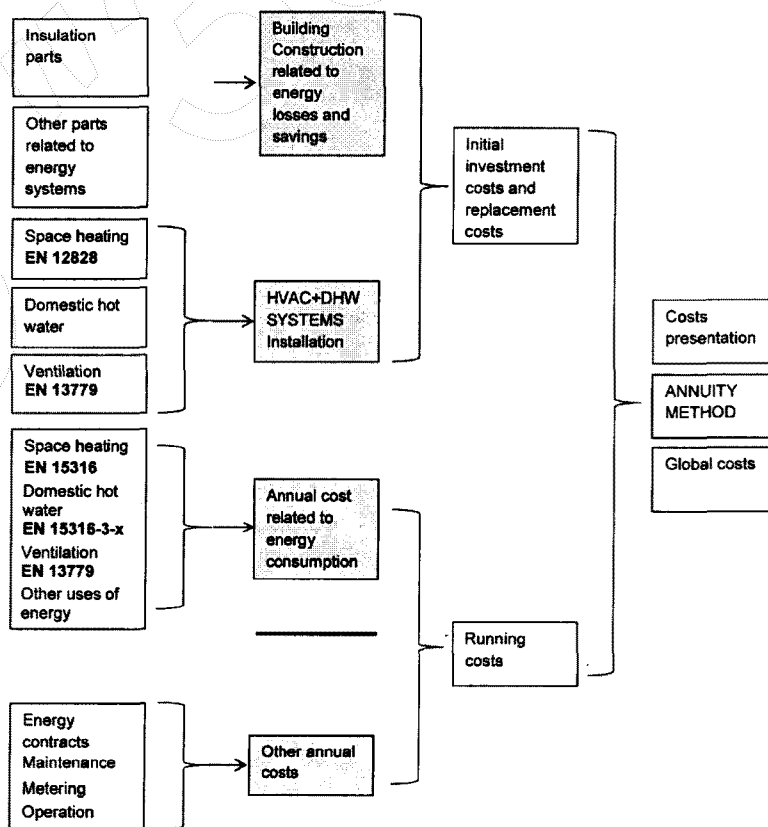 Insulation
parts
Other parts
related to
energy
systems
Space heating
EN 12828
Domestic hot
water
Ventilation
EN 13779
Space heating
EN 15316
Domestic hot
water
EN 15316-3-x
Ventilation
EN 13779
Other uses of
energy
Energy
contracts
Maintenance
Metering
Operation
Building
Construction
related to
energy
losses and
savings
HVAC+DHW
SYSTEMS
Installation
Annual cost
related to
energy
consumption
Other annual
costs
Initial
investment
costs and
replacement
costs
Running
costs
Costs
presentation
ANNUITY
METHOD
Global costs